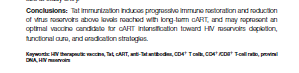 Conclusions: Tat immunization induces progressive immune restoration and reduction
of virus reservoirs above levels reached with long-term cART, and may represent an
optimal vaccine candidate for cART intensification toward HIV reservoirs depletion,
functional cure, and eradication strategies.
Keywords: HIV therapeutic vaccine, Tat, cART, anti-Tat antibodies, CD4⁺ T cells, CD4⁺/CD8⁺ T-cell ratio, proviral
DNA, HIV reservoirs